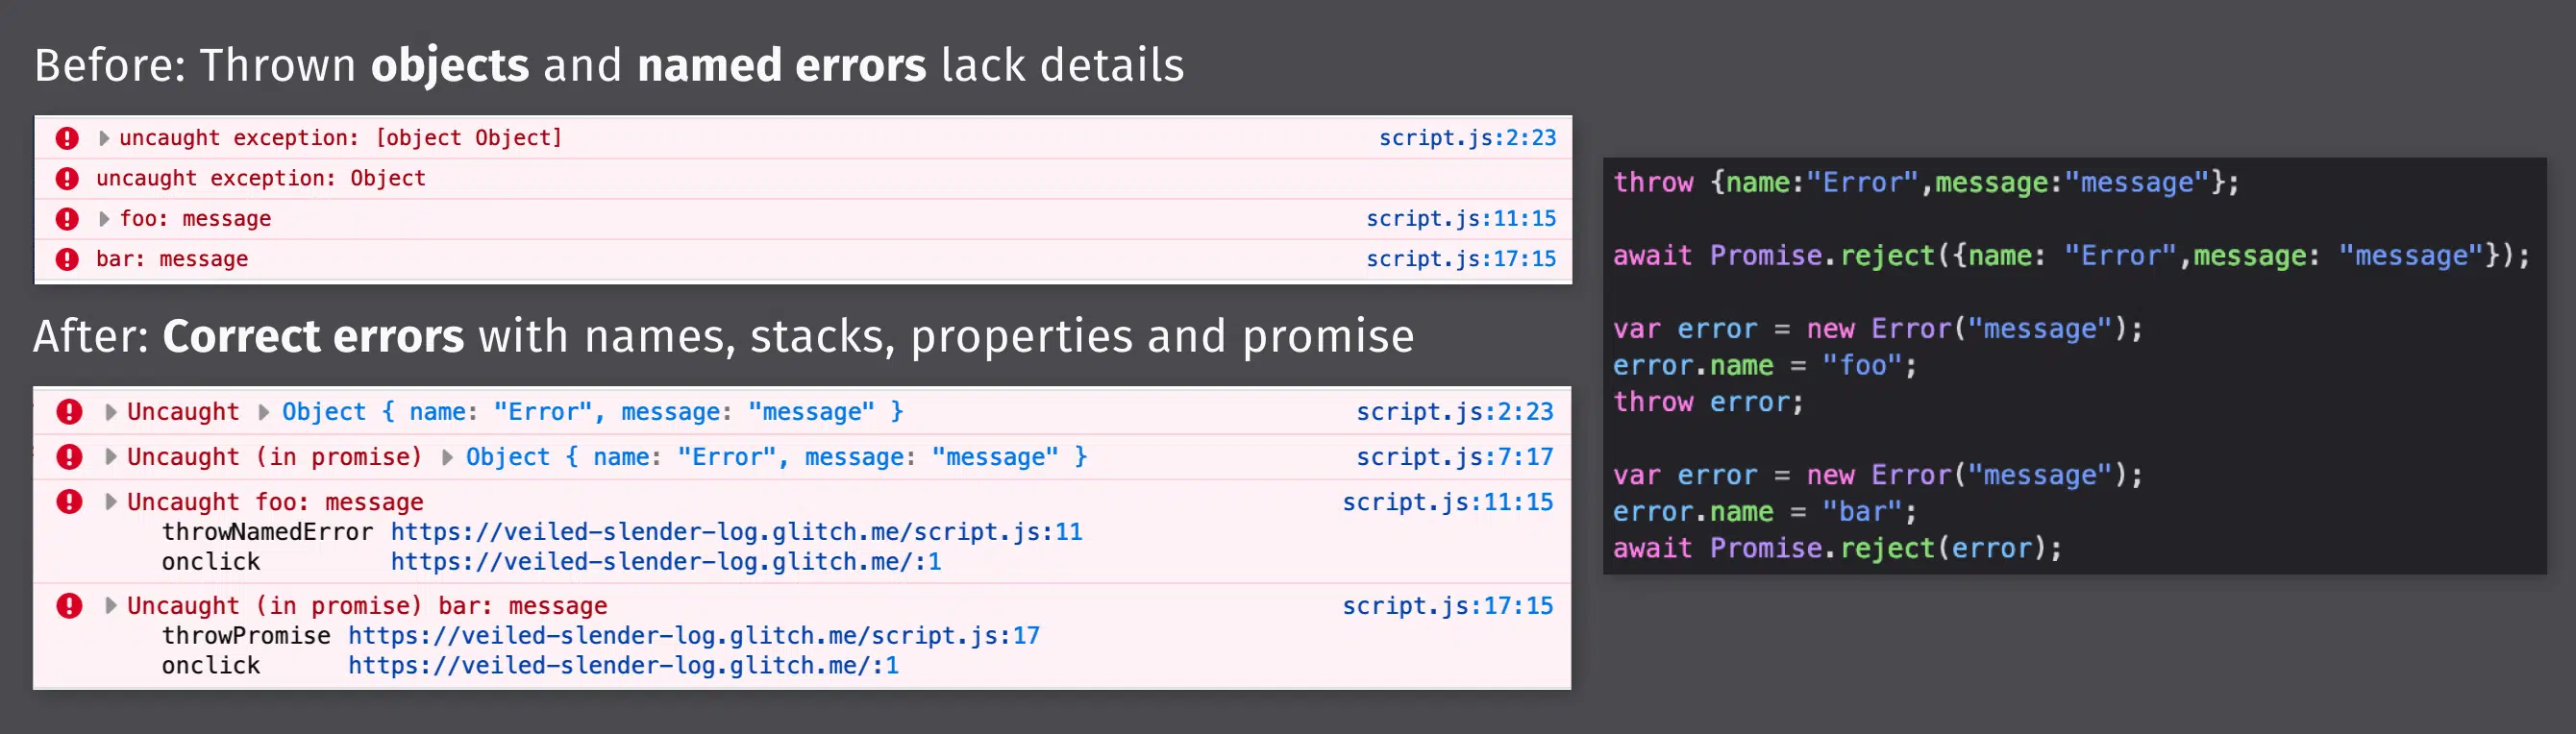 Before: Thrown objects and named errors lack details
uncaught exception: [object Object] script.js:2:23
uncaught exception: Object
foo: message script.js:11:15
bar: message script.js:17:15
After: Correct errors with names, stacks, properties and promise
Uncaught Object { name: "Error", message: "message" } script.js:2:23
Uncaught (in promise) Object { name: "Error", message: "message" } script.js:7:17
Uncaught foo: message script.js:11:15
throwNamedError https://veiled-slender-log.glitch.me/script.js:11
onclick https://veiled-slender-log.glitch.me/:1
Uncaught (in promise) bar: message script.js:17:15
throwPromise https://veiled-slender-log.glitch.me/script.js:17
onclick https://veiled-slender-log.glitch.me/:1
throw {name:"Error",message:"message"};
await Promise.reject({name: "Error",message: "message"});
var error = new Error("message");
error.name = "foo";
throw error;
var error = new Error("message");
error.name = "bar";
await Promise.reject(error);